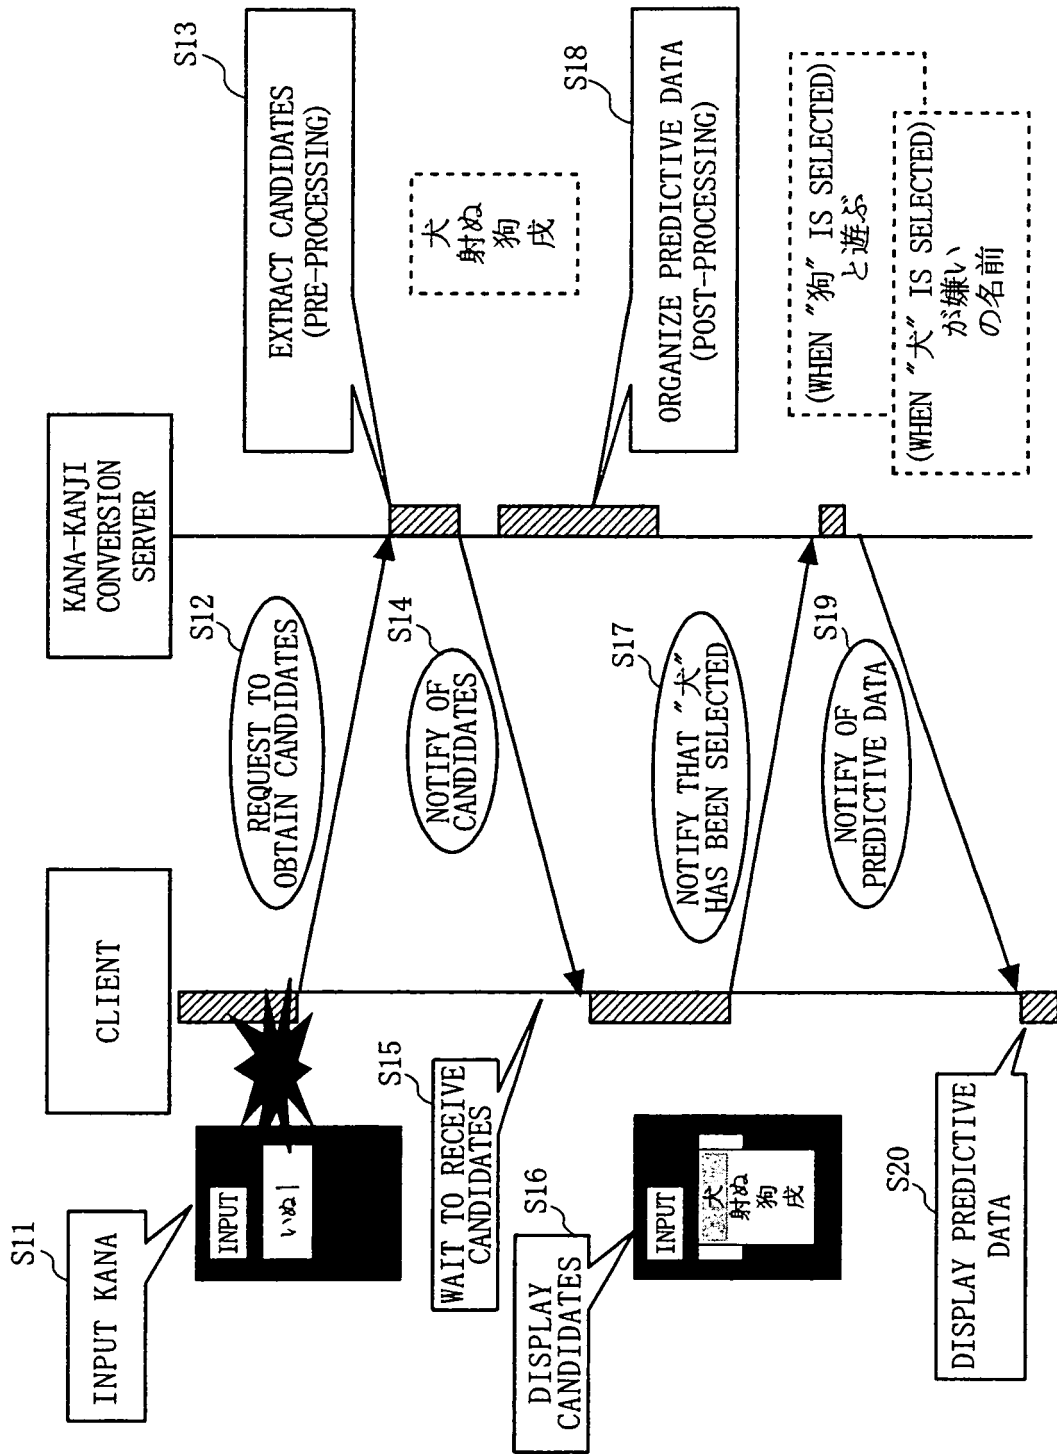 CLIENT
KANA-KANJI
CONVERSION
SERVER
S11
INPUT KANA
INPUT
いぬ
S12
REQUEST TO
OBTAIN CANDIDATES
S13
EXTRACT CANDIDATES
(PRE-PROCESSING)
犬
射ぬ
狗
戌
S14
NOTIFY OF
CANDIDATES
S15
WAIT TO RECEIVE
CANDIDATES
S16
DISPLAY
CANDIDATES
INPUT
犬
射ぬ
狗
戌
S17
NOTIFY THAT "犬"
HAS BEEN SELECTED
S18
ORGANIZE PREDICTIVE DATA
(POST-PROCESSING)
(WHEN "狗" IS SELECTED)
と遊ぶ
(WHEN "犬" IS SELECTED)
が嫌い
の名前
S19
NOTIFY OF
PREDICTIVE DATA
S20
DISPLAY PREDICTIVE
DATA